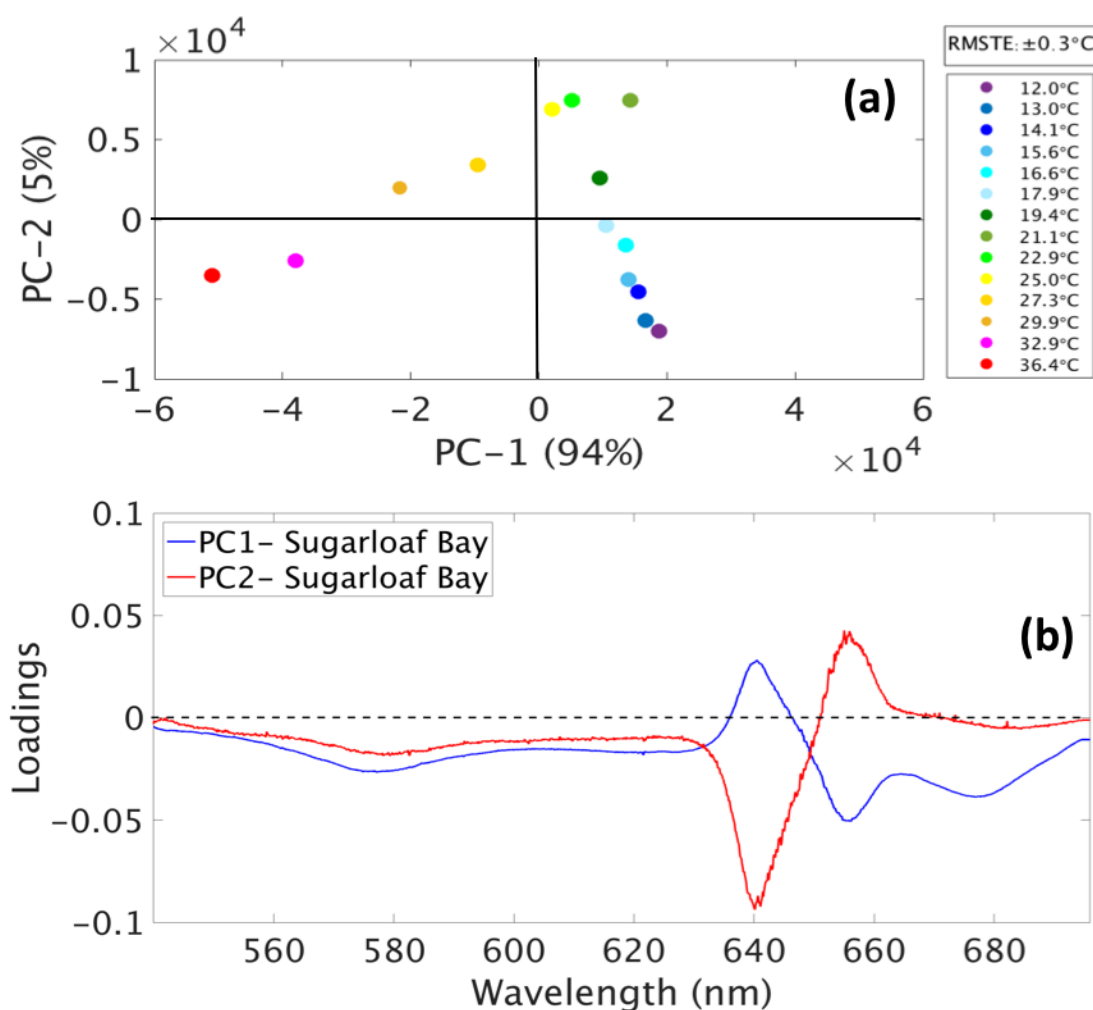 ×10⁴
RMSTE:±0.3°C
(a)
1
0.5
0
−0.5
−1
PC−2 (5%)
12.0°C
13.0°C
14.1°C
15.6°C
16.6°C
17.9°C
19.4°C
21.1°C
22.9°C
25.0°C
27.3°C
29.9°C
32.9°C
36.4°C
−6 −4 −2 0 2 4 6
PC−1 (94%)
×10⁴
0.1
0.05
0
−0.05
−0.1
Loadings
PC1− Sugarloaf Bay
PC2− Sugarloaf Bay
(b)
560 580 600 620 640 660 680
Wavelength (nm)